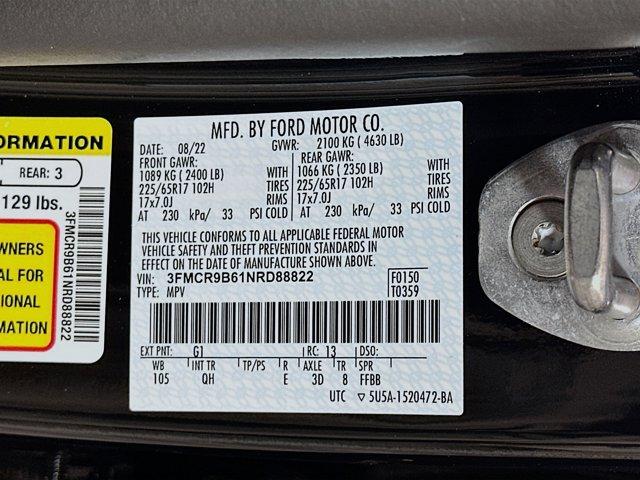 ORMATION
REAR: 3
129 lbs.
WNERS
AL FOR
IONAL
MATION
3FMCR9B61NRD88822
MFD. BY FORD MOTOR CO.
DATE: 08/22 GVWR: 2100 KG ( 4630 LB)
FRONT GAWR: REAR GAWR:
1089 KG ( 2400 LB) WITH 1066 KG ( 2350 LB) WITH
225/65R17 102H TIRES 225/65R17 102H TIRES
17x7.0J RIMS 17x7.0J RIMS
AT 230 kPa/ 33 PSI COLD AT 230 kPa/ 33 PSI COLD
THIS VEHICLE CONFORMS TO ALL APPLICABLE FEDERAL MOTOR
VEHICLE SAFETY AND THEFT PREVENTION STANDARDS IN
EFFECT ON THE DATE OF MANUFACTURE SHOWN ABOVE.
VIN: 3FMCR9B61NRD88822 F0150
TYPE: MPV T0359
EXT PNT: G1 RC: 13 DSO:
WB INT TR TP/PS R AXLE TR SPR
105 QH E 3D 8 FFBB
UTC ▽ 5U5A-1520472-BA